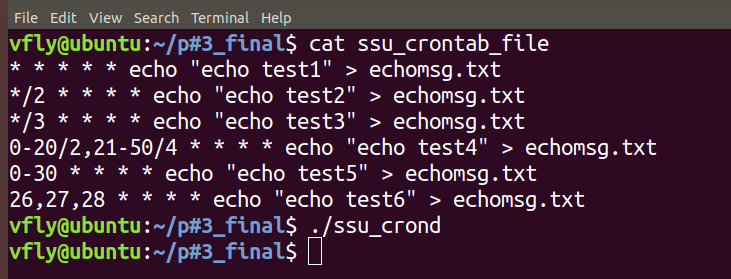 File Edit View Search Terminal Help
vfly@ubuntu:~/p#3_final$ cat ssu_crontab_file
* * * * * echo "echo test1" > echomsg.txt
*/2 * * * * echo "echo test2" > echomsg.txt
*/3 * * * * echo "echo test3" > echomsg.txt
0-20/2,21-50/4 * * * * echo "echo test4" > echomsg.txt
0-30 * * * * echo "echo test5" > echomsg.txt
26,27,28 * * * * echo "echo test6" > echomsg.txt
vfly@ubuntu:~/p#3_final$ ./ssu_crond
vfly@ubuntu:~/p#3_final$